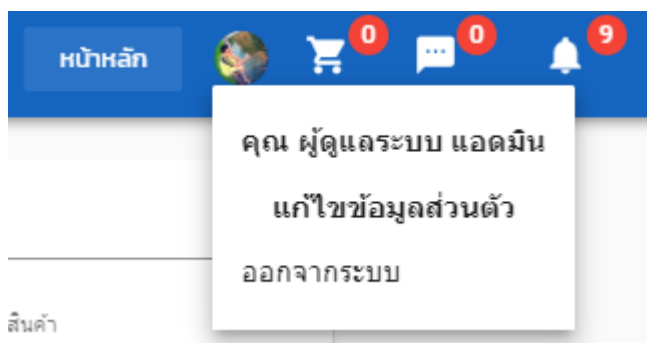 หน้าหลัก 0 0 9
คุณ ผู้ดูแลระบบ แอดมิน
แก้ไขข้อมูลส่วนตัว
ออกจากระบบ
สินค้า